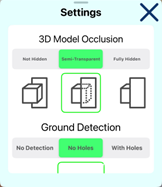 Settings
3D Model Occlusion
Not Hidden Semi-Transparent Fully Hidden
Ground Detection
No Detection No Holes With Holes